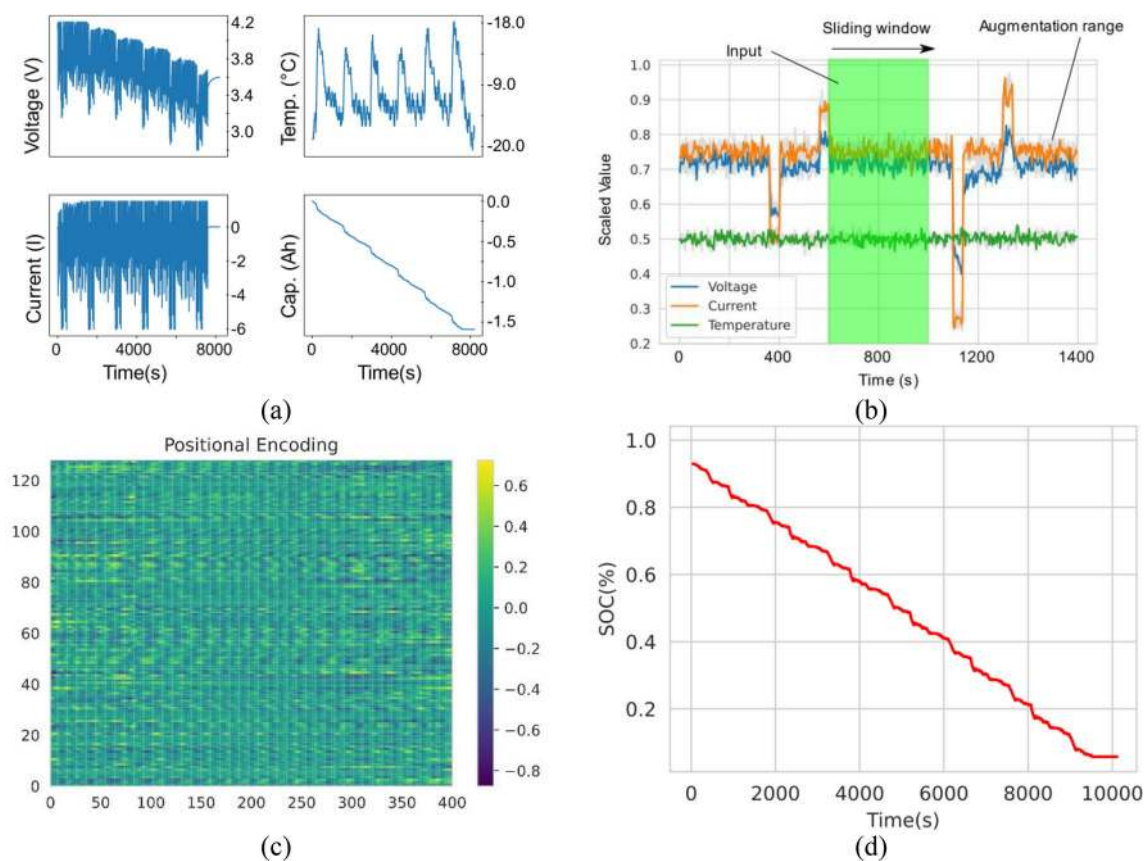 Voltage (V)
4.2
3.6
3.4
3.0
Temp. (°C)
-18.0
-9.0
-20.0
Current (I)
0
-2
-4
-6
0 4000 8000
Time(s)
Cap. (Ah)
0.0
-0.5
-1.0
-1.5
0 4000 8000
Time(s)
(a)
Input
Sliding window
Augmentation range
Scaled Value
1.0
0.9
0.8
0.7
0.6
0.5
0.4
0.3
0.2
Voltage
Current
Temperature
0 400 800 1200 1400
Time (s)
(b)
Positional Encoding
120
100
80
60
40
20
0
0 50 100 150 200 250 300 350 400
0.6
0.4
0.2
0.0
−0.2
−0.4
−0.6
−0.8
(c)
SOC(%)
1.0
0.8
0.6
0.4
0.2
0 2000 4000 6000 8000 10000
Time(s)
(d)